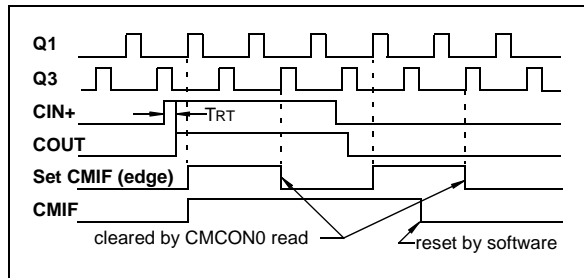 Q1
Q3
CIN+
TRT
COUT
Set CMIF (edge)
CMIF
cleared by CMCON0 read
reset by software